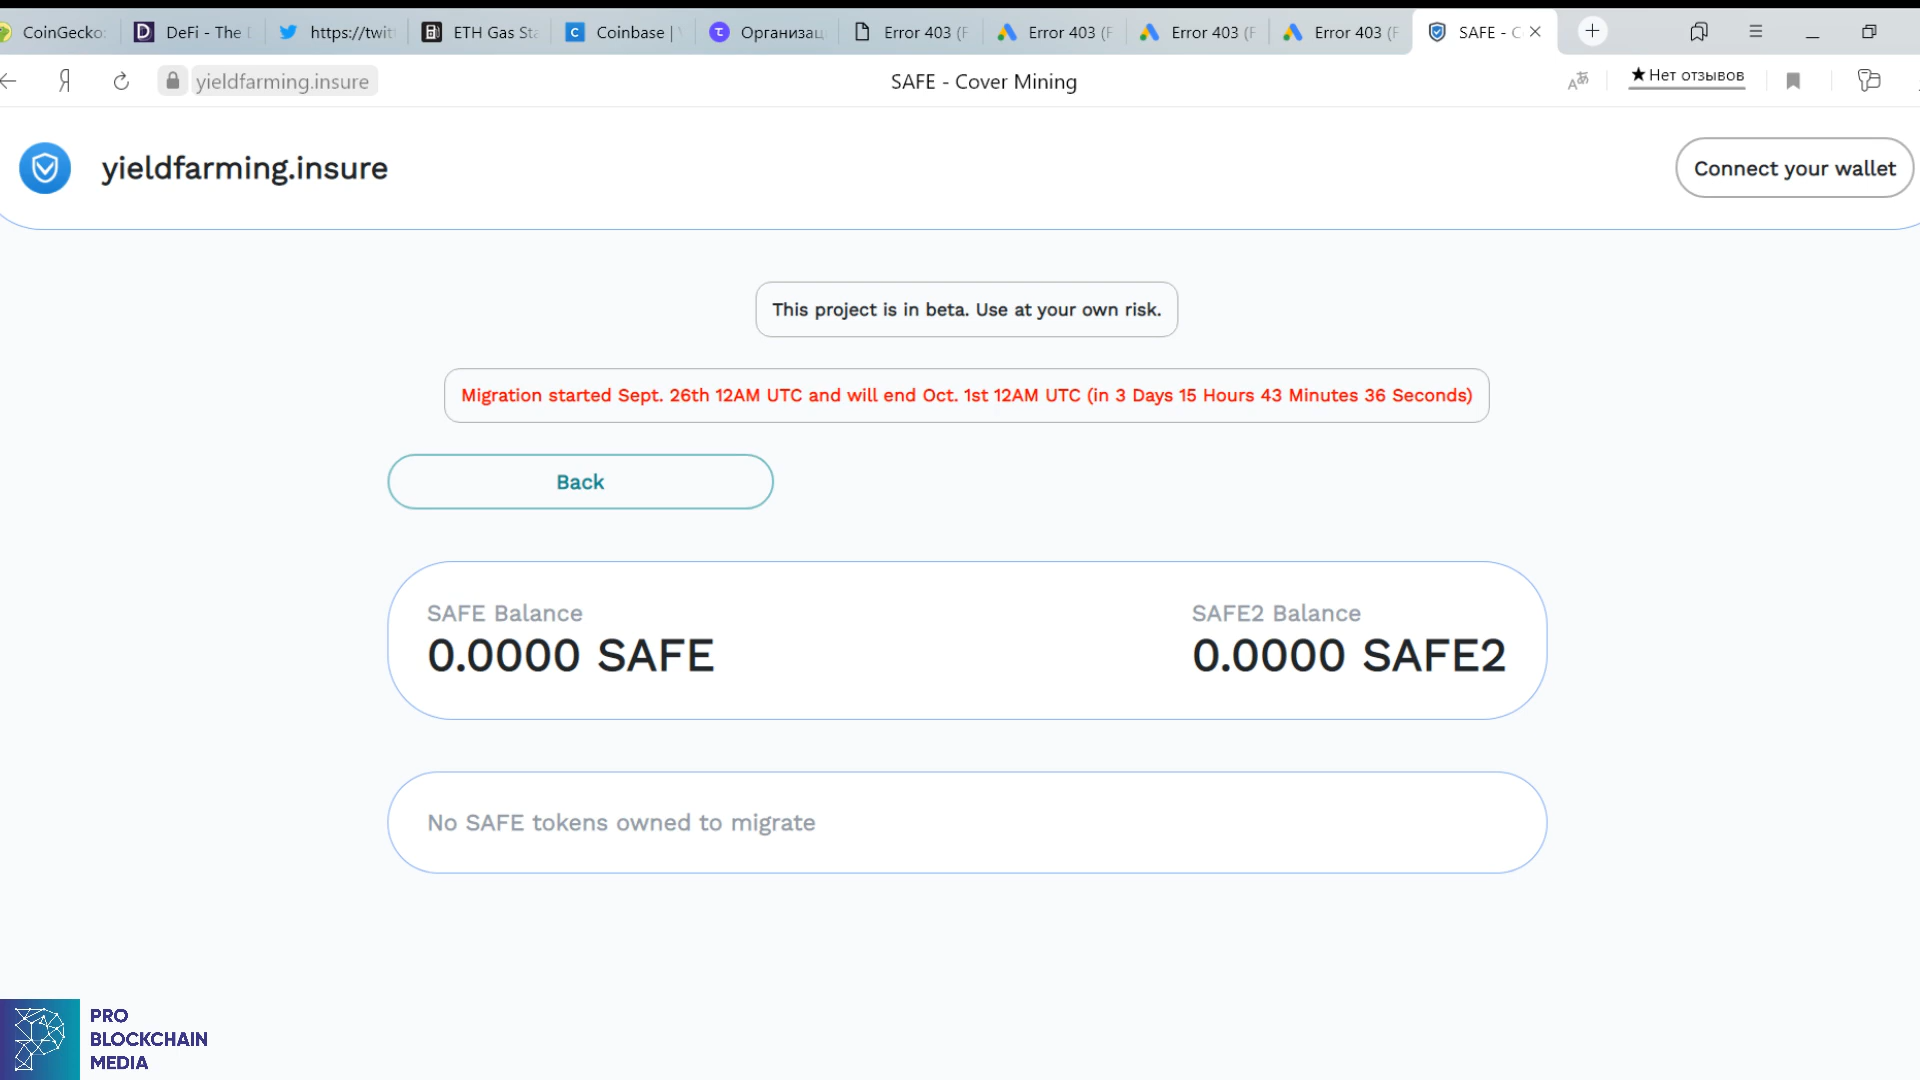 CoinGecko:
DeFi - The
https://twit
ETH Gas Sta
Coinbase |
Организац
Error 403 (F
Error 403 (F
Error 403 (F
Error 403 (F
SAFE - C
Я
yieldfarming.insure
SAFE - Cover Mining
★ Нет отзывов
yieldfarming.insure
Connect your wallet
This project is in beta. Use at your own risk.
Migration started Sept. 26th 12AM UTC and will end Oct. 1st 12AM UTC (in 3 Days 15 Hours 43 Minutes 36 Seconds)
Back
SAFE Balance
0.0000 SAFE
SAFE2 Balance
0.0000 SAFE2
No SAFE tokens owned to migrate
PRO
BLOCKCHAIN
MEDIA